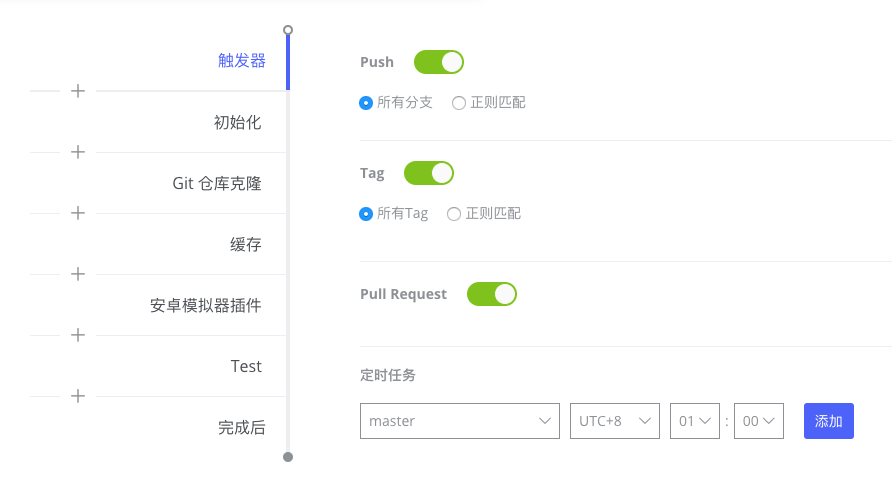 触发器
初始化
Git 仓库克隆
缓存
安卓模拟器插件
Test
完成后
Push
所有分支 正则匹配
Tag
所有Tag 正则匹配
Pull Request
定时任务
master UTC+8 01 : 00 添加